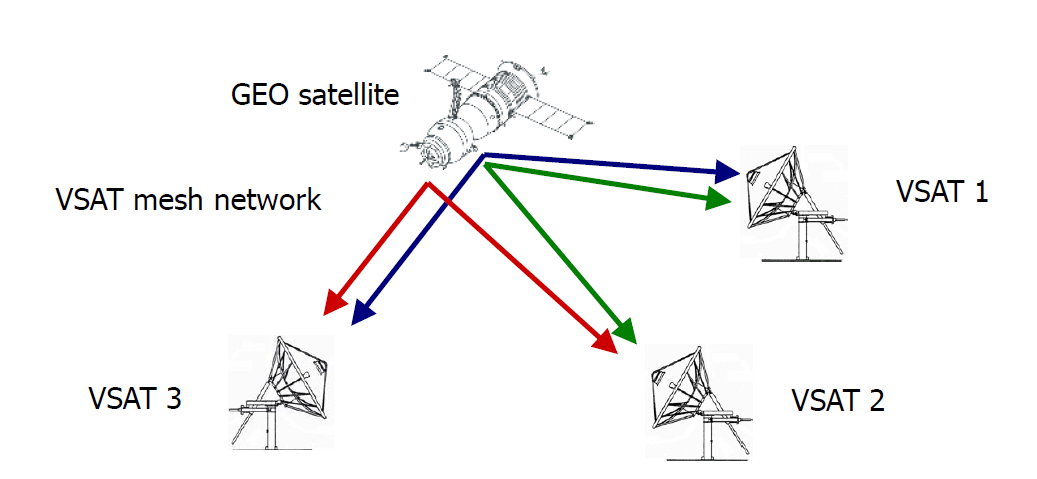 GEO satellite
VSAT mesh network
VSAT 1
VSAT 3
VSAT 2